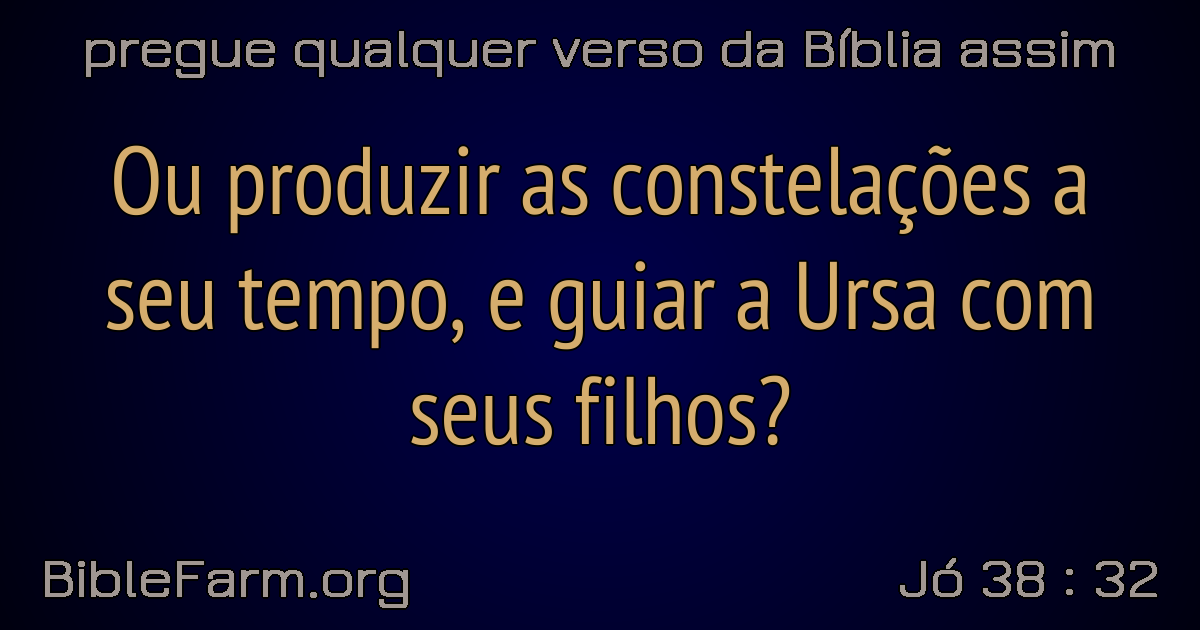 pregue qualquer verso da Bíblia assim
Ou produzir as constelações a
seu tempo, e guiar a Ursa com
seus filhos?
BibleFarm.org
Jó 38 : 32